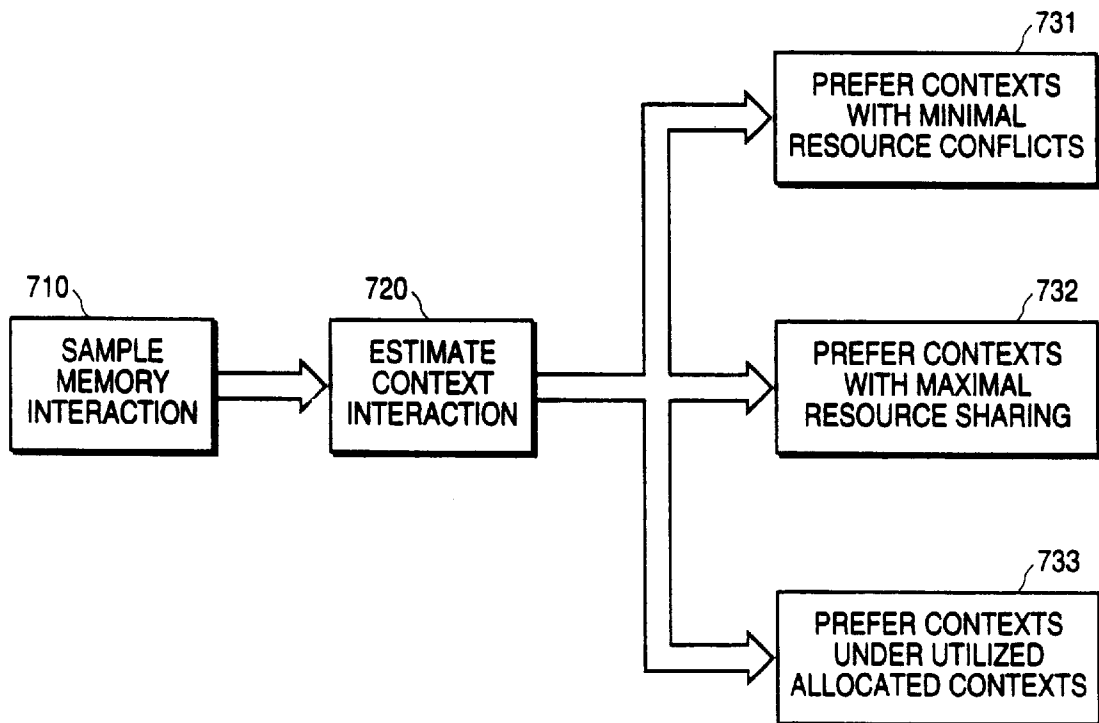 731
PREFER CONTEXTS
WITH MINIMAL
RESOURCE CONFLICTS
710
SAMPLE
MEMORY
INTERACTION
720
ESTIMATE
CONTEXT
INTERACTION
732
PREFER CONTEXTS
WITH MAXIMAL
RESOURCE SHARING
733
PREFER CONTEXTS
UNDER UTILIZED
ALLOCATED CONTEXTS